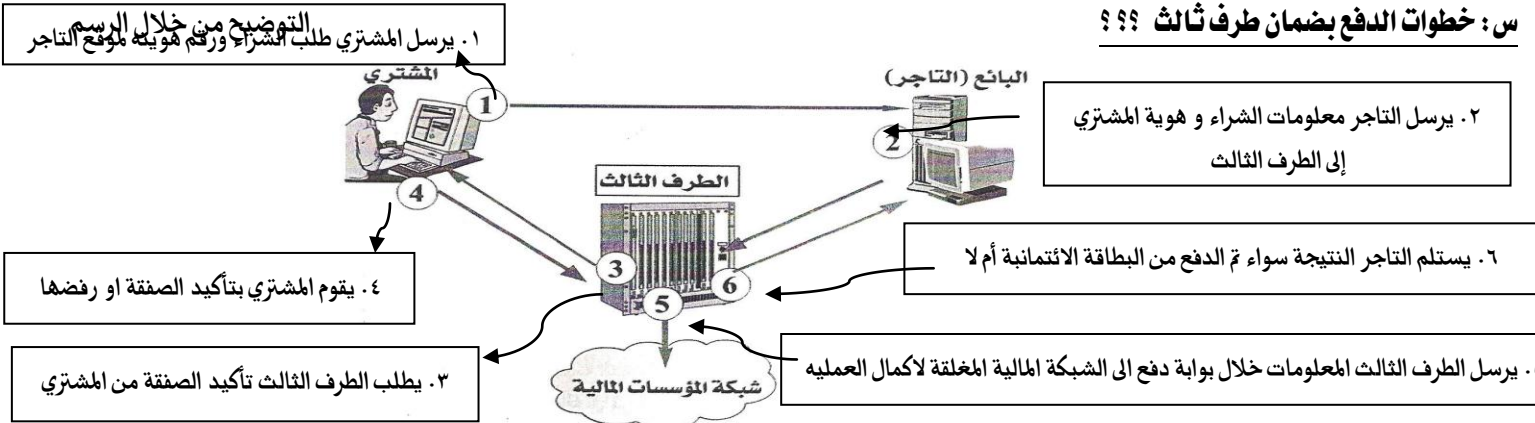 س: خطوات الدفع بضمان طرف ثالث ؟؟؟
التوضيح من خلال الرسم
١. يرسل المشتري طلب الشراء ورقم هويته لموقع التاجر
المشتري
البائع (التاجر)
1
2
٢. يرسل التاجر معلومات الشراء و هوية المشتري
إلى الطرف الثالث
الطرف الثالث
4
3
6
5
٦. يستلم التاجر النتيجة سواء تم الدفع من البطاقة الائتمانية أم لا
٤. يقوم المشتري بتأكيد الصفقة او رفضها
. يرسل الطرف الثالث المعلومات خلال بوابة دفع الى الشبكة المالية المغلقة لاكمال العمليه
٣. يطلب الطرف الثالث تأكيد الصفقة من المشتري
شبكة المؤسسات المالية